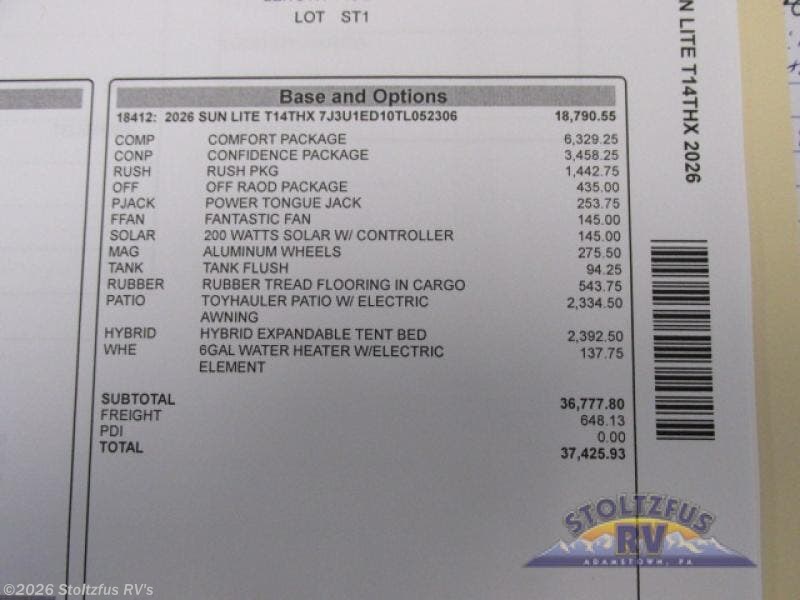 LOT ST1
Base and Options
18412: 2026 SUN LITE T14THX 7J3U1ED10TL052306 18,790.55
COMP COMFORT PACKAGE 6,329.25
CONP CONFIDENCE PACKAGE 3,458.25
RUSH RUSH PKG 1,442.75
OFF OFF RAOD PACKAGE 435.00
PJACK POWER TONGUE JACK 253.75
FFAN FANTASTIC FAN 145.00
SOLAR 200 WATTS SOLAR W/ CONTROLLER 145.00
MAG ALUMINUM WHEELS 275.50
TANK TANK FLUSH 94.25
RUBBER RUBBER TREAD FLOORING IN CARGO 543.75
PATIO TOYHAULER PATIO W/ ELECTRIC 2,334.50
AWNING
HYBRID HYBRID EXPANDABLE TENT BED 2,392.50
WHE 6GAL WATER HEATER W/ELECTRIC 137.75
ELEMENT
SUBTOTAL 36,777.80
FREIGHT 648.13
PDI 0.00
TOTAL 37,425.93
N LITE T14THX 2026
STOLTZFUS
RV
ADAMSTOWN, PA
©2026 Stoltzfus RV's